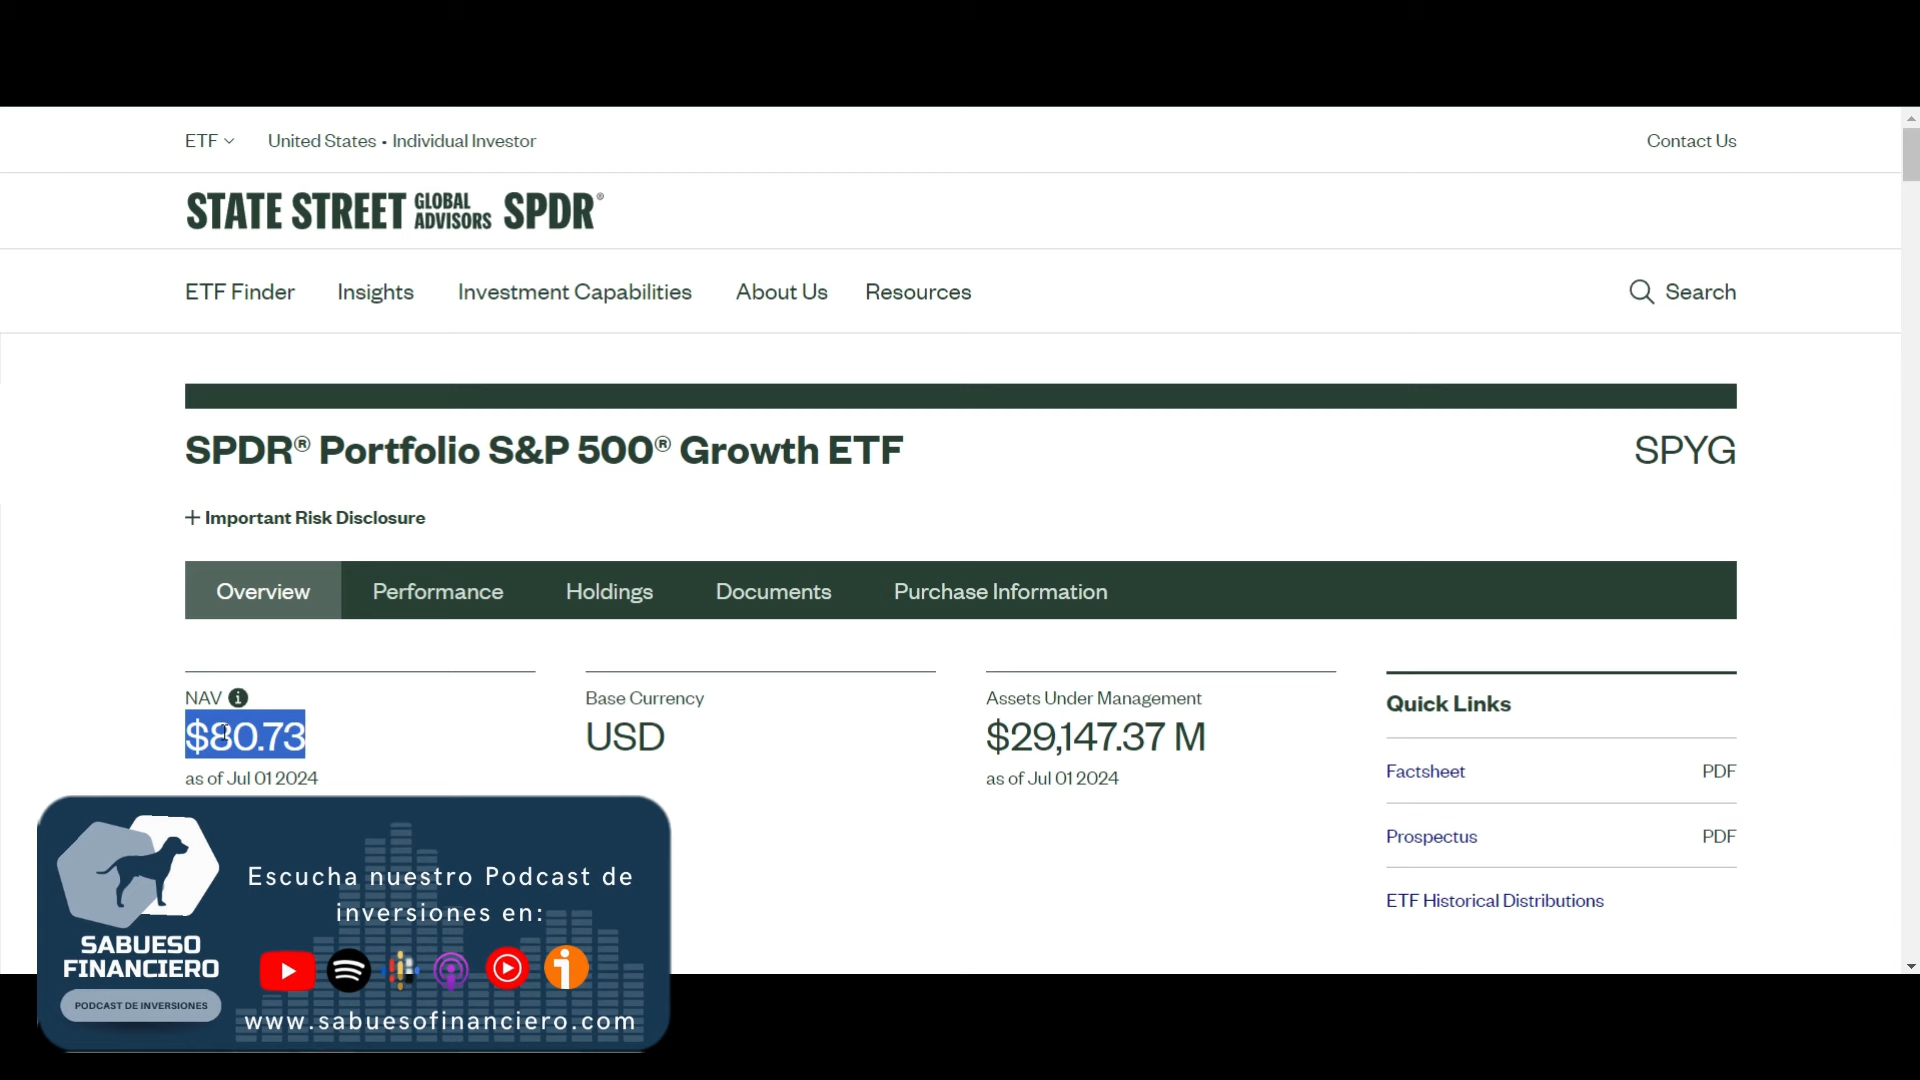 ETF United States • Individual Investor Contact Us
STATE STREET GLOBAL ADVISORS SPDR®
ETF Finder Insights Investment Capabilities About Us Resources Search
SPDR® Portfolio S&P 500® Growth ETF SPYG
+ Important Risk Disclosure
Overview Performance Holdings Documents Purchase Information
NAV i Base Currency Assets Under Management Quick Links
$80.73 USD $29,147.37 M
as of Jul 01 2024 as of Jul 01 2024
Factsheet PDF
Prospectus PDF
ETF Historical Distributions
Escucha nuestro Podcast de
inversiones en:
SABUESO
FINANCIERO
PODCAST DE INVERSIONES
www.sabuesofinanciero.com